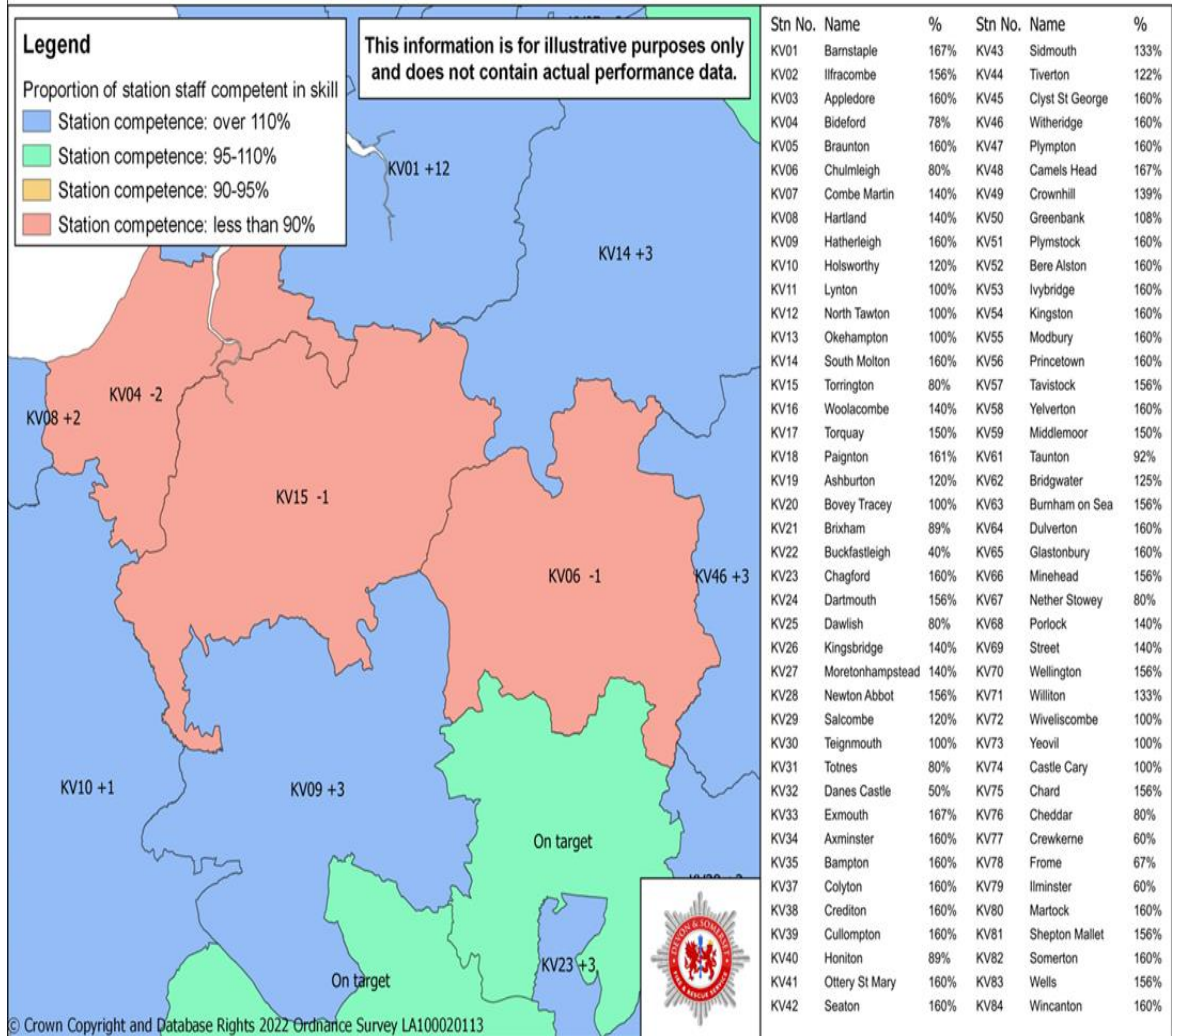 Legend
Proportion of station staff competent in skill
Station competence: over 110%
Station competence: 95-110%
Station competence: 90-95%
Station competence: less than 90%
This information is for illustrative purposes only
and does not contain actual performance data.
KV01 +12
KV14 +3
KV04 -2
KV08 +2
KV15 -1
KV06 -1
KV46 +3
KV10 +1
KV09 +3
On target
KV23 +3
On target
DEVON & SOMERSET
FIRE & RESCUE SERVICE
© Crown Copyright and Database Rights 2022 Ordnance Survey LA100020113
Stn No. Name % Stn No. Name %
KV01 Barnstaple 167% KV43 Sidmouth 133%
KV02 Ilfracombe 156% KV44 Tiverton 122%
KV03 Appledore 160% KV45 Clyst St George 160%
KV04 Bideford 78% KV46 Witheridge 160%
KV05 Braunton 160% KV47 Plympton 160%
KV06 Chulmleigh 80% KV48 Camels Head 167%
KV07 Combe Martin 140% KV49 Crownhill 139%
KV08 Hartland 140% KV50 Greenbank 108%
KV09 Hatherleigh 160% KV51 Plymstock 160%
KV10 Holsworthy 120% KV52 Bere Alston 160%
KV11 Lynton 100% KV53 Ivybridge 160%
KV12 North Tawton 100% KV54 Kingston 160%
KV13 Okehampton 100% KV55 Modbury 160%
KV14 South Molton 160% KV56 Princetown 160%
KV15 Torrington 80% KV57 Tavistock 156%
KV16 Woolacombe 140% KV58 Yelverton 160%
KV17 Torquay 150% KV59 Middlemoor 150%
KV18 Paignton 161% KV61 Taunton 92%
KV19 Ashburton 120% KV62 Bridgwater 125%
KV20 Bovey Tracey 100% KV63 Burnham on Sea 156%
KV21 Brixham 89% KV64 Dulverton 160%
KV22 Buckfastleigh 40% KV65 Glastonbury 160%
KV23 Chagford 160% KV66 Minehead 156%
KV24 Dartmouth 156% KV67 Nether Stowey 80%
KV25 Dawlish 80% KV68 Porlock 140%
KV26 Kingsbridge 140% KV69 Street 140%
KV27 Moretonhampstead 140% KV70 Wellington 156%
KV28 Newton Abbot 156% KV71 Williton 133%
KV29 Salcombe 120% KV72 Wiveliscombe 100%
KV30 Teignmouth 100% KV73 Yeovil 100%
KV31 Totnes 80% KV74 Castle Cary 100%
KV32 Danes Castle 50% KV75 Chard 156%
KV33 Exmouth 167% KV76 Cheddar 80%
KV34 Axminster 160% KV77 Crewkerne 60%
KV35 Bampton 160% KV78 Frome 67%
KV37 Colyton 160% KV79 Ilminster 60%
KV38 Crediton 160% KV80 Martock 160%
KV39 Cullompton 160% KV81 Shepton Mallet 156%
KV40 Honiton 89% KV82 Somerton 160%
KV41 Ottery St Mary 160% KV83 Wells 156%
KV42 Seaton 160% KV84 Wincanton 160%